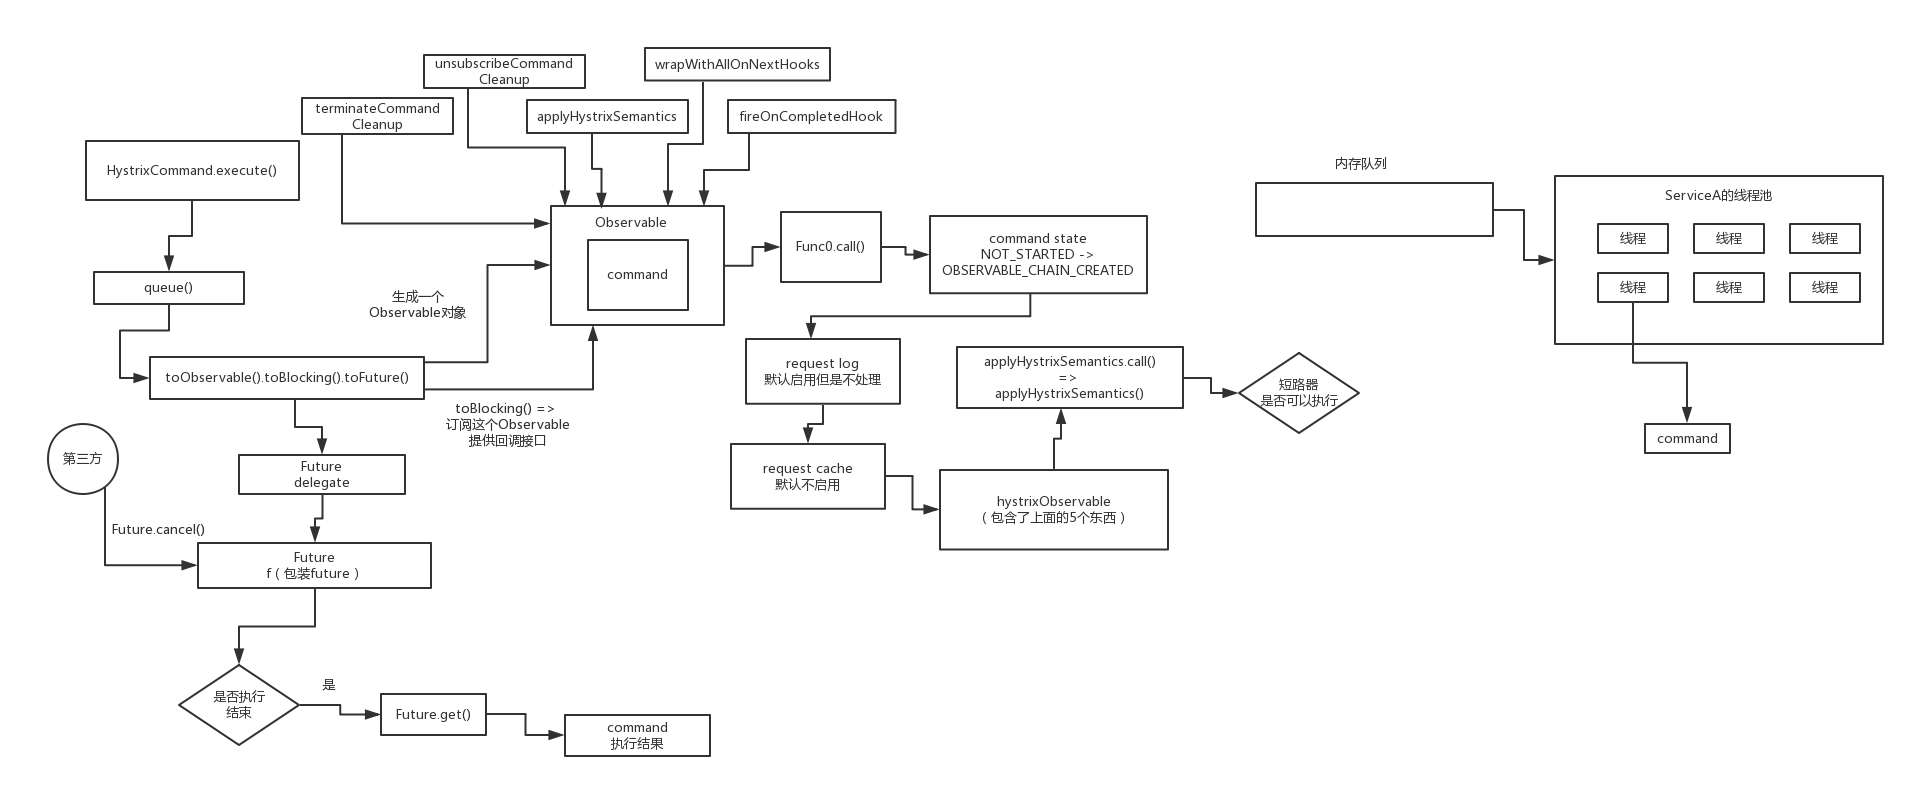 unsubscribeCommand
Cleanup
wrapWithAllOnNextHooks
terminateCommand
Cleanup
applyHystrixSemantics
fireOnCompletedHook
HystrixCommand.execute()
queue()
生成一个
Observable对象
toObservable().toBlocking().toFuture()
toBlocking() =>
订阅这个Observable
提供回调接口
Observable
command
Func0.call()
command state
NOT_STARTED ->
OBSERVABLE_CHAIN_CREATED
request log
默认启用但是不处理
request cache
默认不启用
hystrixObservable
（包含了上面的5个东西）
applyHystrixSemantics.call()
=>
applyHystrixSemantics()
短路器
是否可以执行
内存队列
ServiceA的线程池
线程
线程
线程
线程
线程
线程
command
第三方
Future.cancel()
Future
delegate
Future
f（包装future）
是否执行
结束
是
Future.get()
command
执行结果